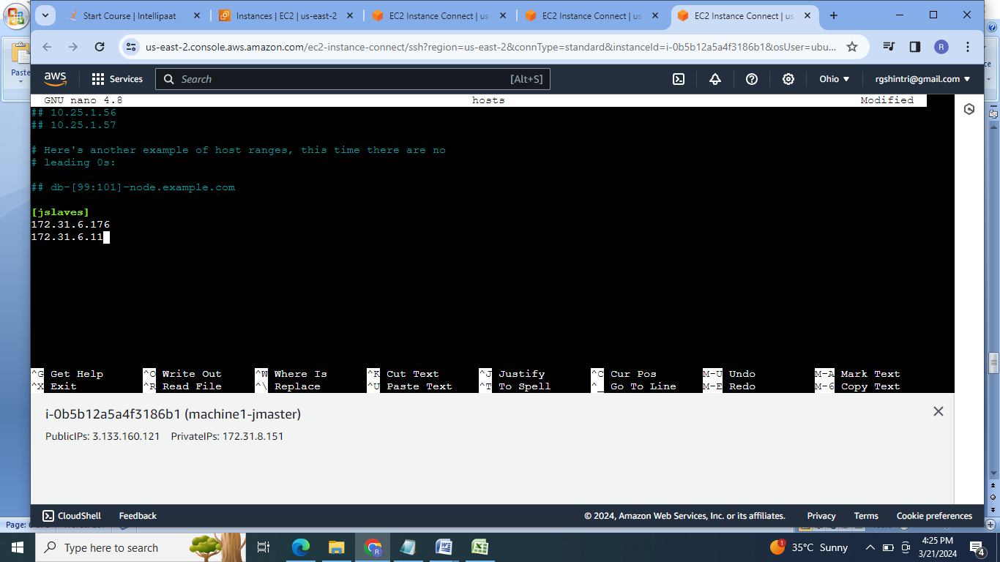 Start Course | Intellipaat
Instances | EC2 | us-east-2
EC2 Instance Connect | us
EC2 Instance Connect | us
EC2 Instance Connect | us
us-east-2.console.aws.amazon.com/ec2-instance-connect/ssh?region=us-east-2&connType=standard&instanceId=i-0b5b12a5a4f3186b1&osUser=ubu...
R
Paste
aws
Services
Search
[Alt+S]
Ohio
rgshintri@gmail.com
GNU nano 4.8 hosts Modified
## 10.25.1.56
## 10.25.1.57
# Here's another example of host ranges, this time there are no
# leading 0s:
## db-[99:101]-node.example.com
[jslaves]
172.31.6.176
172.31.6.11
^G Get Help ^O Write Out ^W Where Is ^K Cut Text ^J Justify ^C Cur Pos M-U Undo M-A Mark Text
^X Exit ^R Read File ^\ Replace ^U Paste Text ^T To Spell ^_ Go To Line M-E Redo M-6 Copy Text
i-0b5b12a5a4f3186b1 (machine1-jmaster)
PublicIPs: 3.133.160.121 PrivateIPs: 172.31.8.151
CloudShell Feedback © 2024, Amazon Web Services, Inc. or its affiliates. Privacy Terms Cookie preferences
Page:
Type here to search
1
35°C Sunny
4:25 PM
3/21/2024
4